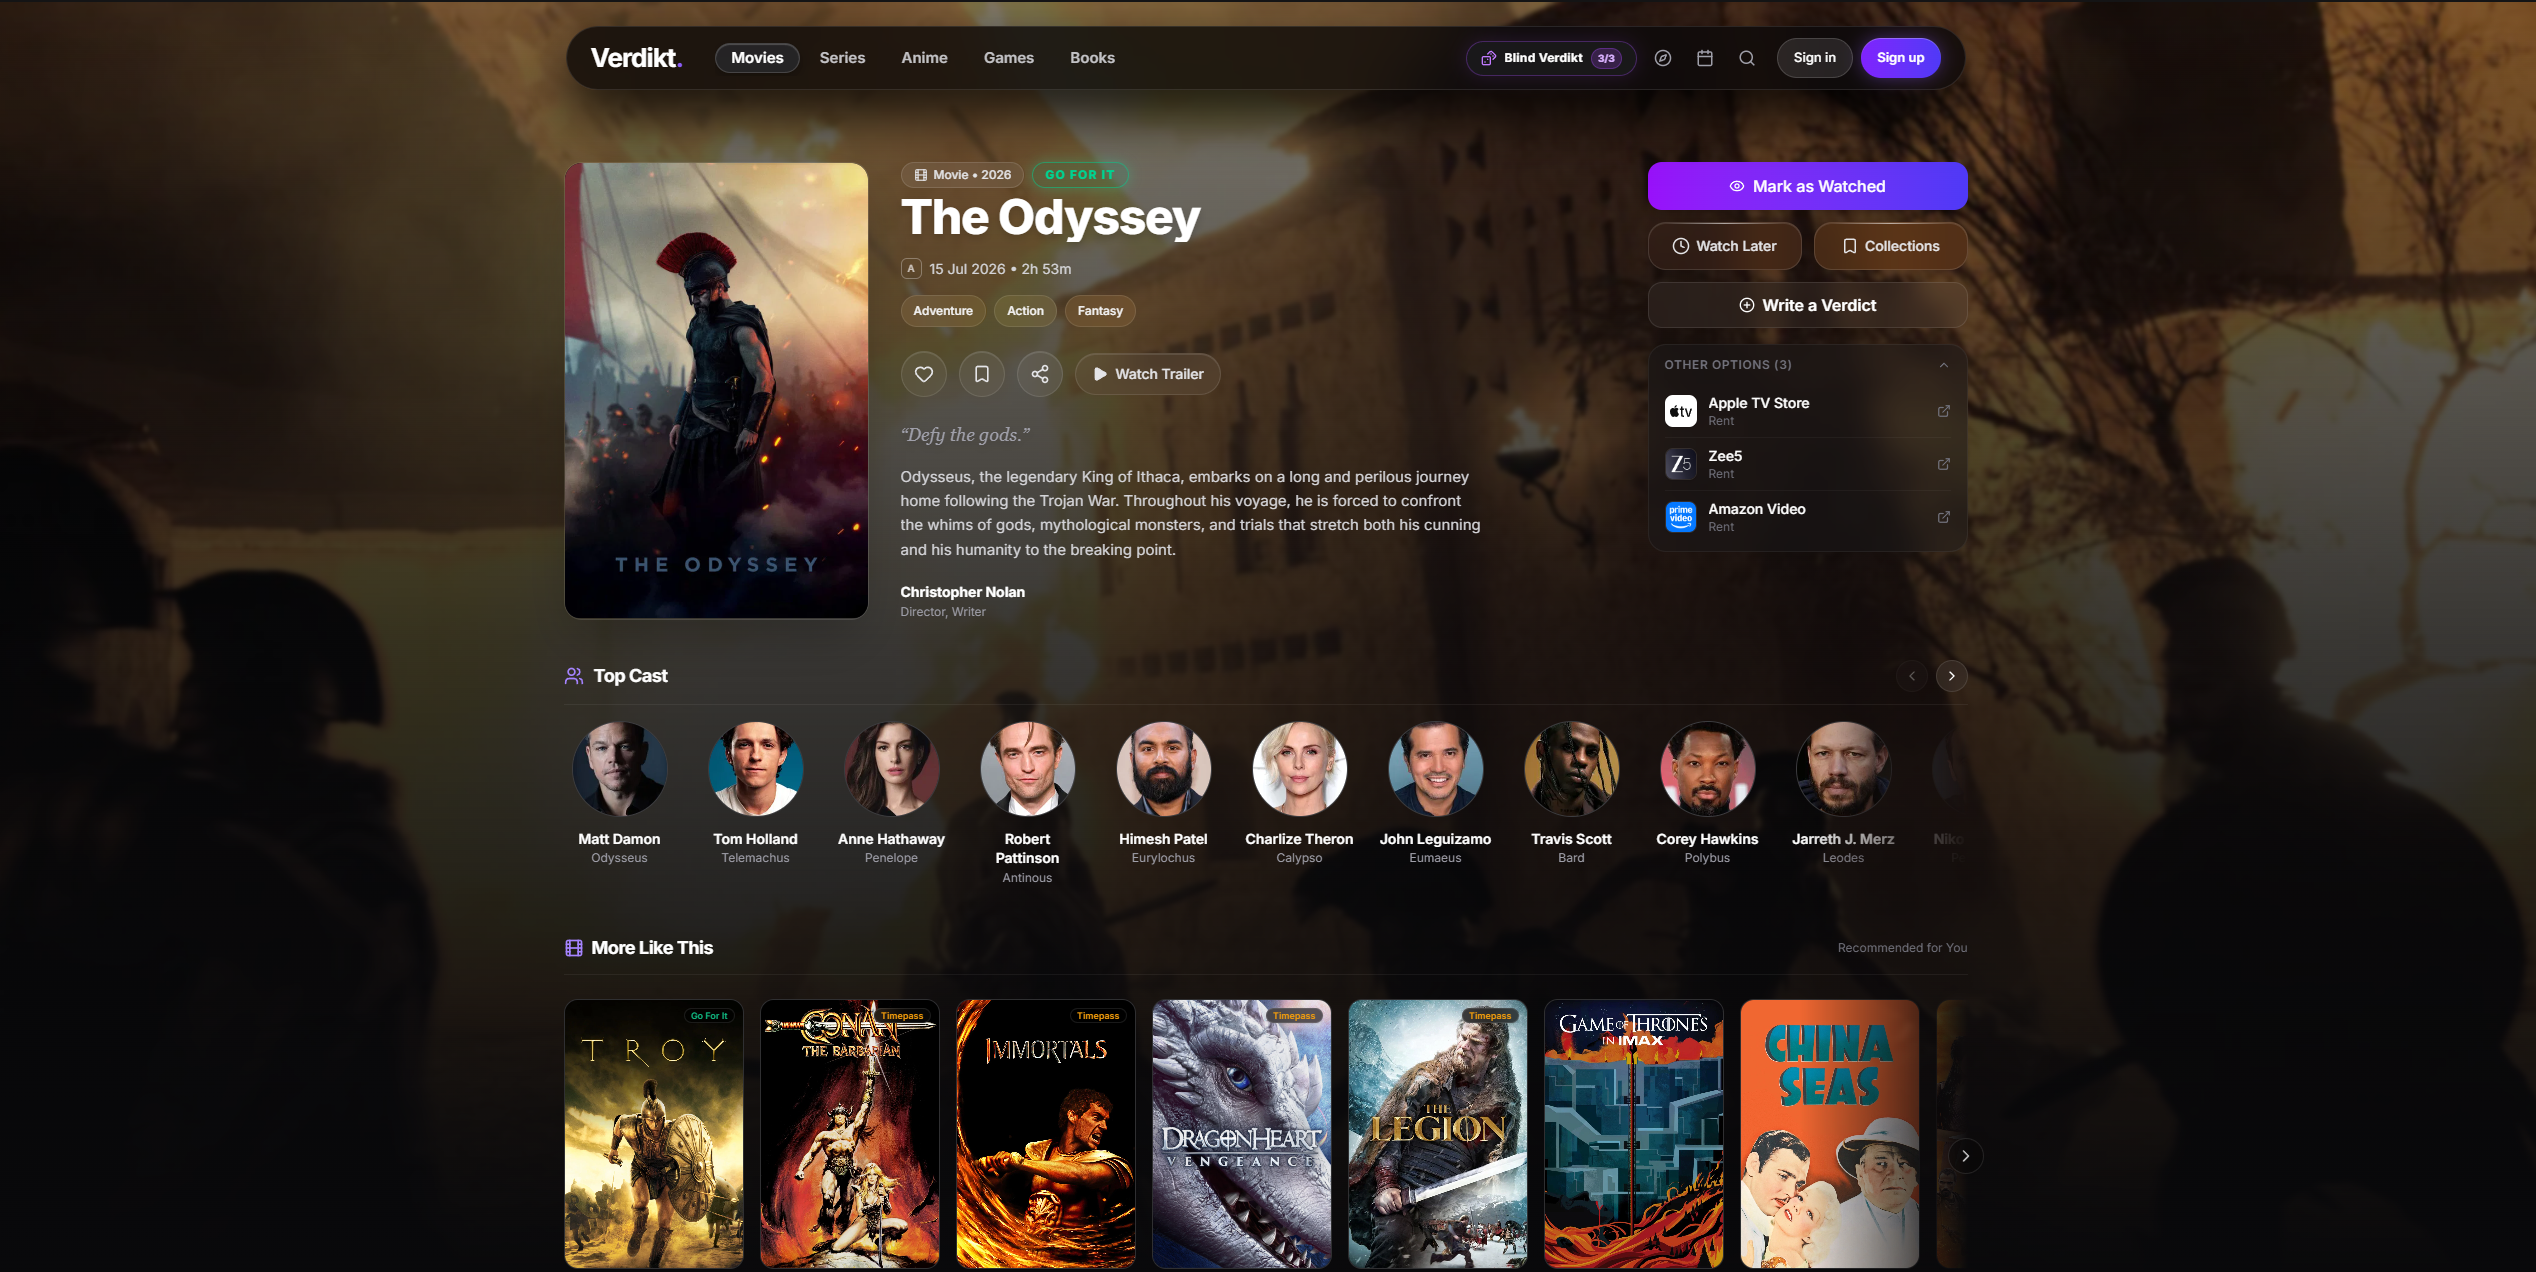 Verdikt.
Movies
Series
Anime
Games
Books
Blind Verdikt 3/3
Sign in
Sign up
Movie • 2026
GO FOR IT
The Odyssey
A 15 Jul 2026 • 2h 53m
Adventure
Action
Fantasy
Watch Trailer
“Defy the gods.”
Odysseus, the legendary King of Ithaca, embarks on a long and perilous journey
home following the Trojan War. Throughout his voyage, he is forced to confront
the whims of gods, mythological monsters, and trials that stretch both his cunning
and his humanity to the breaking point.
Christopher Nolan
Director, Writer
THE ODYSSEY
Mark as Watched
Watch Later
Collections
Write a Verdict
OTHER OPTIONS (3)
tv
Apple TV Store
Rent
Z5
Zee5
Rent
prime
video
Amazon Video
Rent
Top Cast
Matt Damon
Odysseus
Tom Holland
Telemachus
Anne Hathaway
Penelope
Robert
Pattinson
Antinous
Himesh Patel
Eurylochus
Charlize Theron
Calypso
John Leguizamo
Eumaeus
Travis Scott
Bard
Corey Hawkins
Polybus
Jarreth J. Merz
Leodes
Niko
More Like This
Recommended for You
Go For It
TROY
Timepass
CONAN
THE BARBARIAN
Timepass
IMMORTALS
Timepass
DRAGONHEART
VENGEANCE
Timepass
THE
LEGION
GAME OF THRONES
IN IMAX
CHINA
SEAS